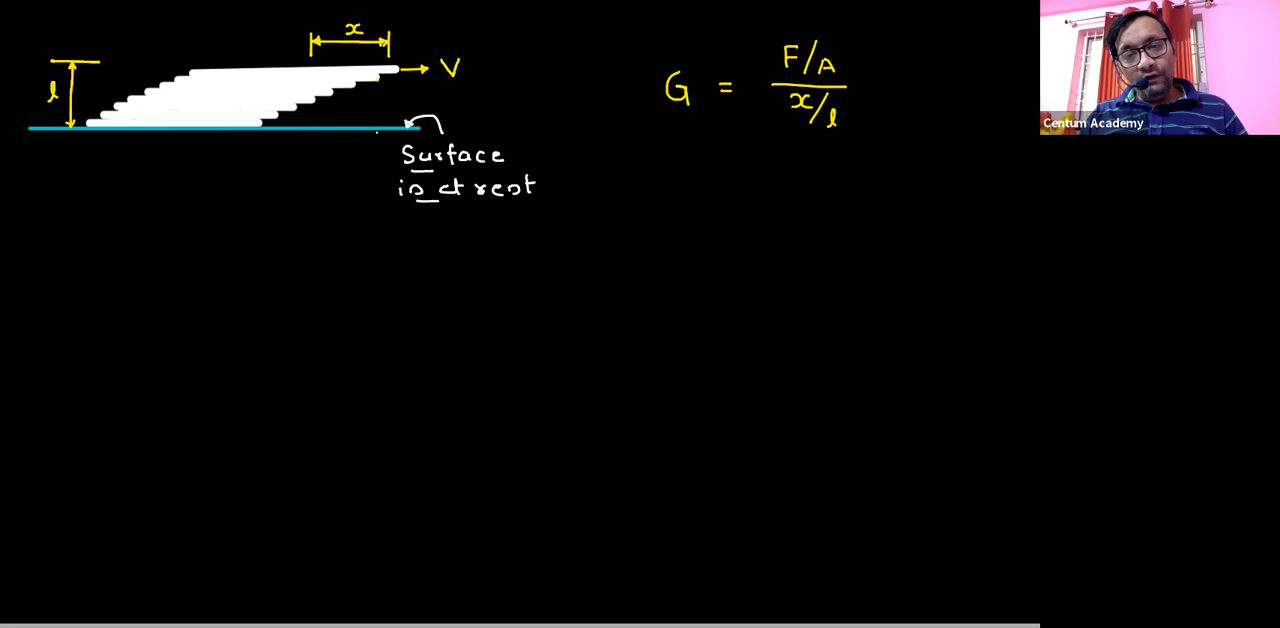 x
l
V
G = F/A
x/l
Surface
is at rest
Centum Academy